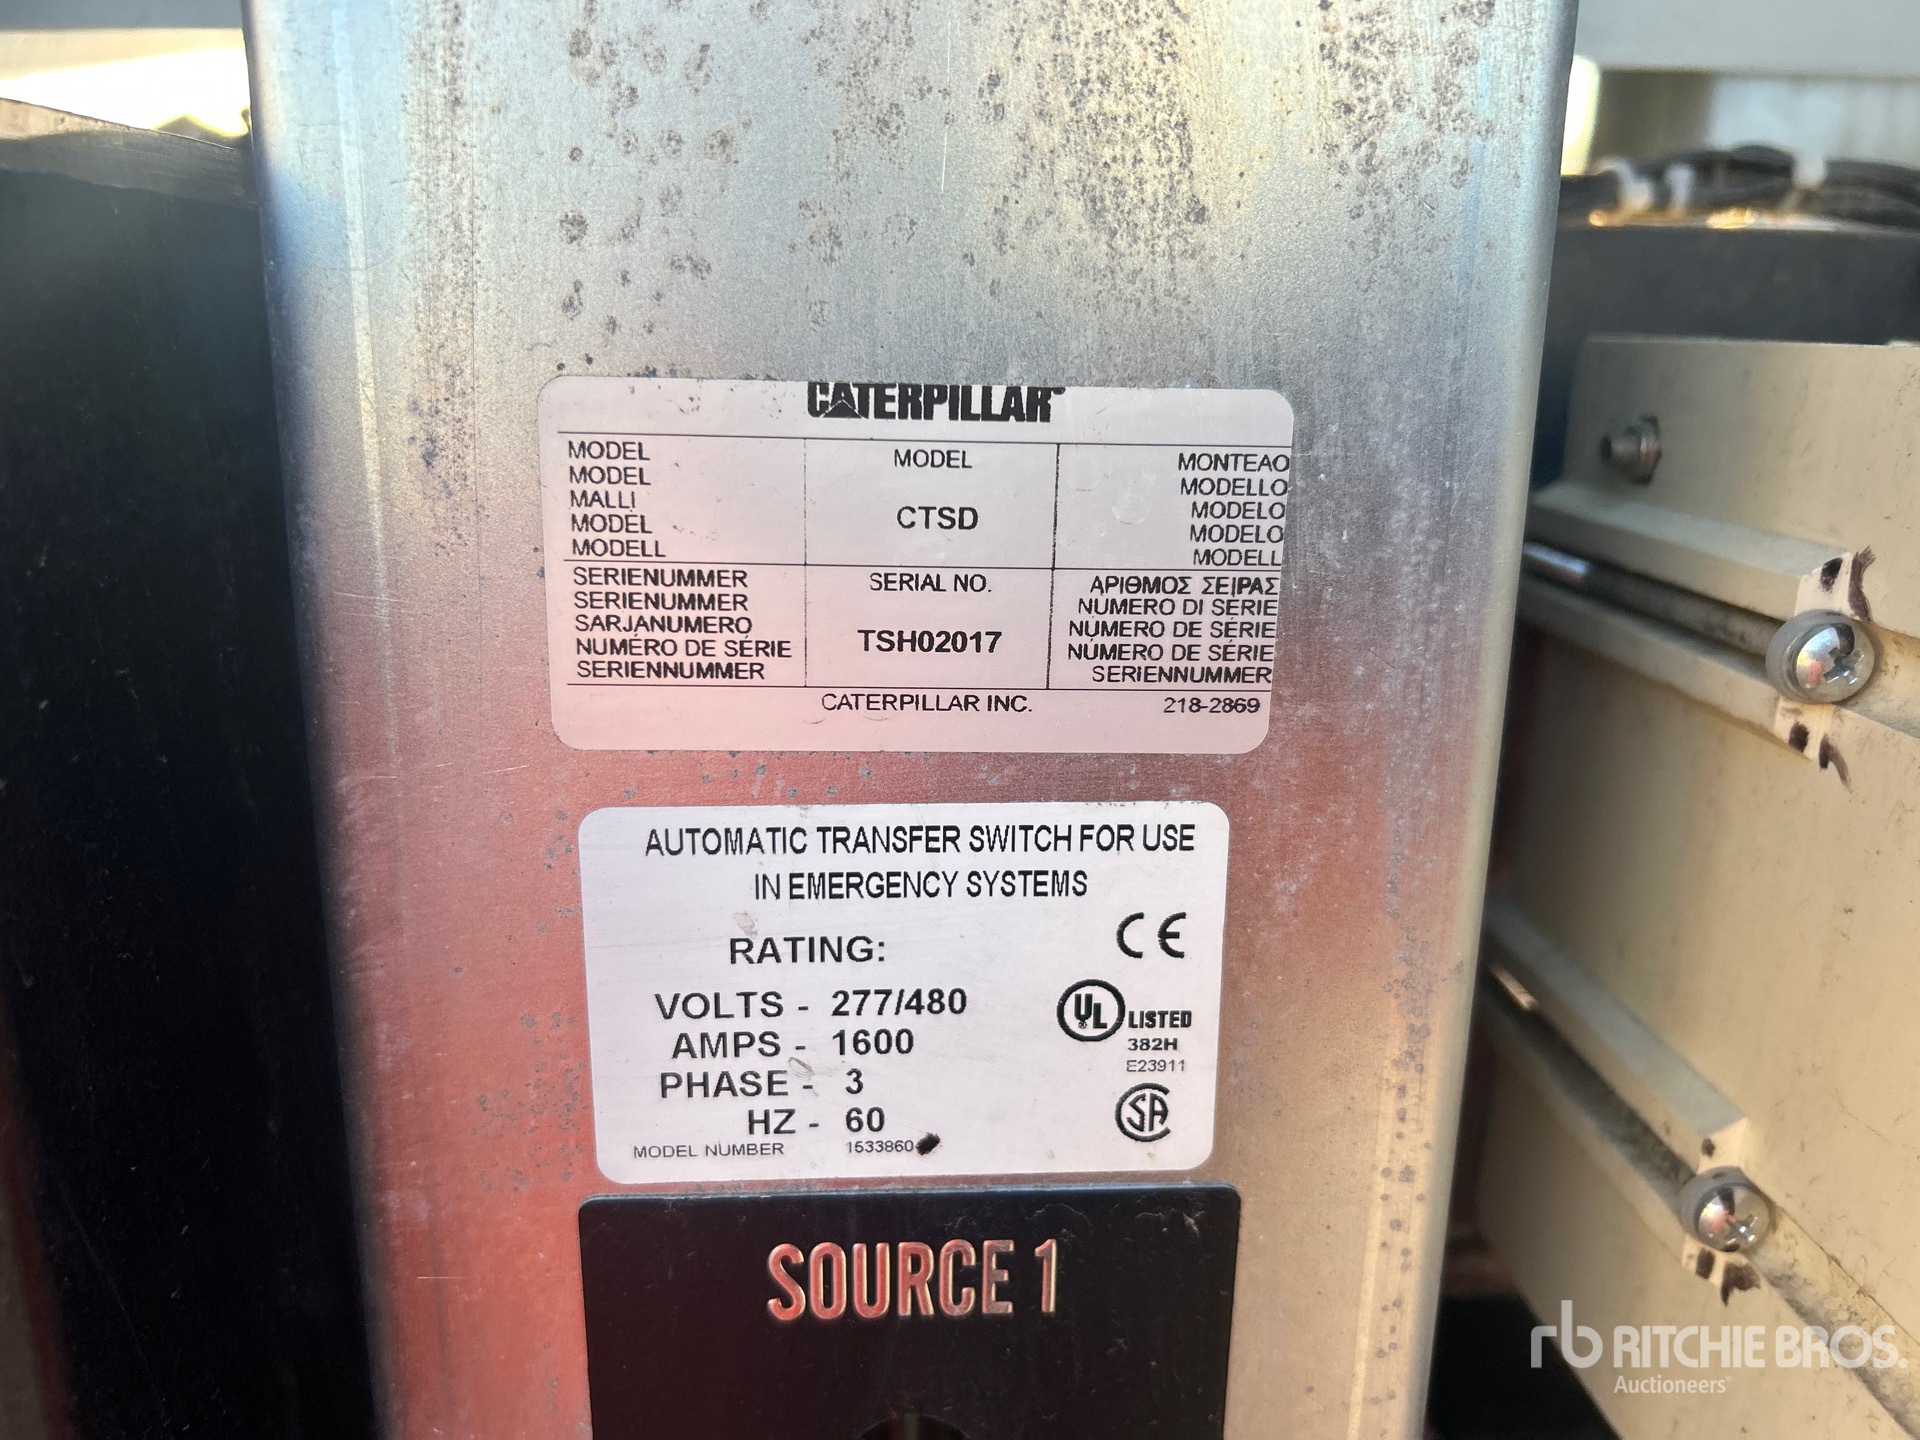 CATERPILLAR®
MODEL
MODEL
MALLI
MODEL
MODELL
MODEL
CTSD
MONTEAO
MODELLO
MODELO
MODELO
MODELL
SERIENUMMER
SERIENUMMER
SARJANUMERO
NUMÉRO DE SÉRIE
SERIENNUMMER
SERIAL NO.
TSH02017
ΑΡΙΘΜΟΣ ΣΕΙΡΑΣ
NUMERO DI SERIE
NÚMERO DE SÉRIE
NÚMERO DE SÉRIE
SERIENNUMMER
CATERPILLAR INC.
218-2869
AUTOMATIC TRANSFER SWITCH FOR USE
IN EMERGENCY SYSTEMS
RATING:
CE
VOLTS - 277/480
AMPS - 1600
PHASE - 3
HZ - 60
MODEL NUMBER 1533860-
UL® LISTED
382H
E23911
SA
SOURCE 1
rb RITCHIE BROS.
Auctioneers